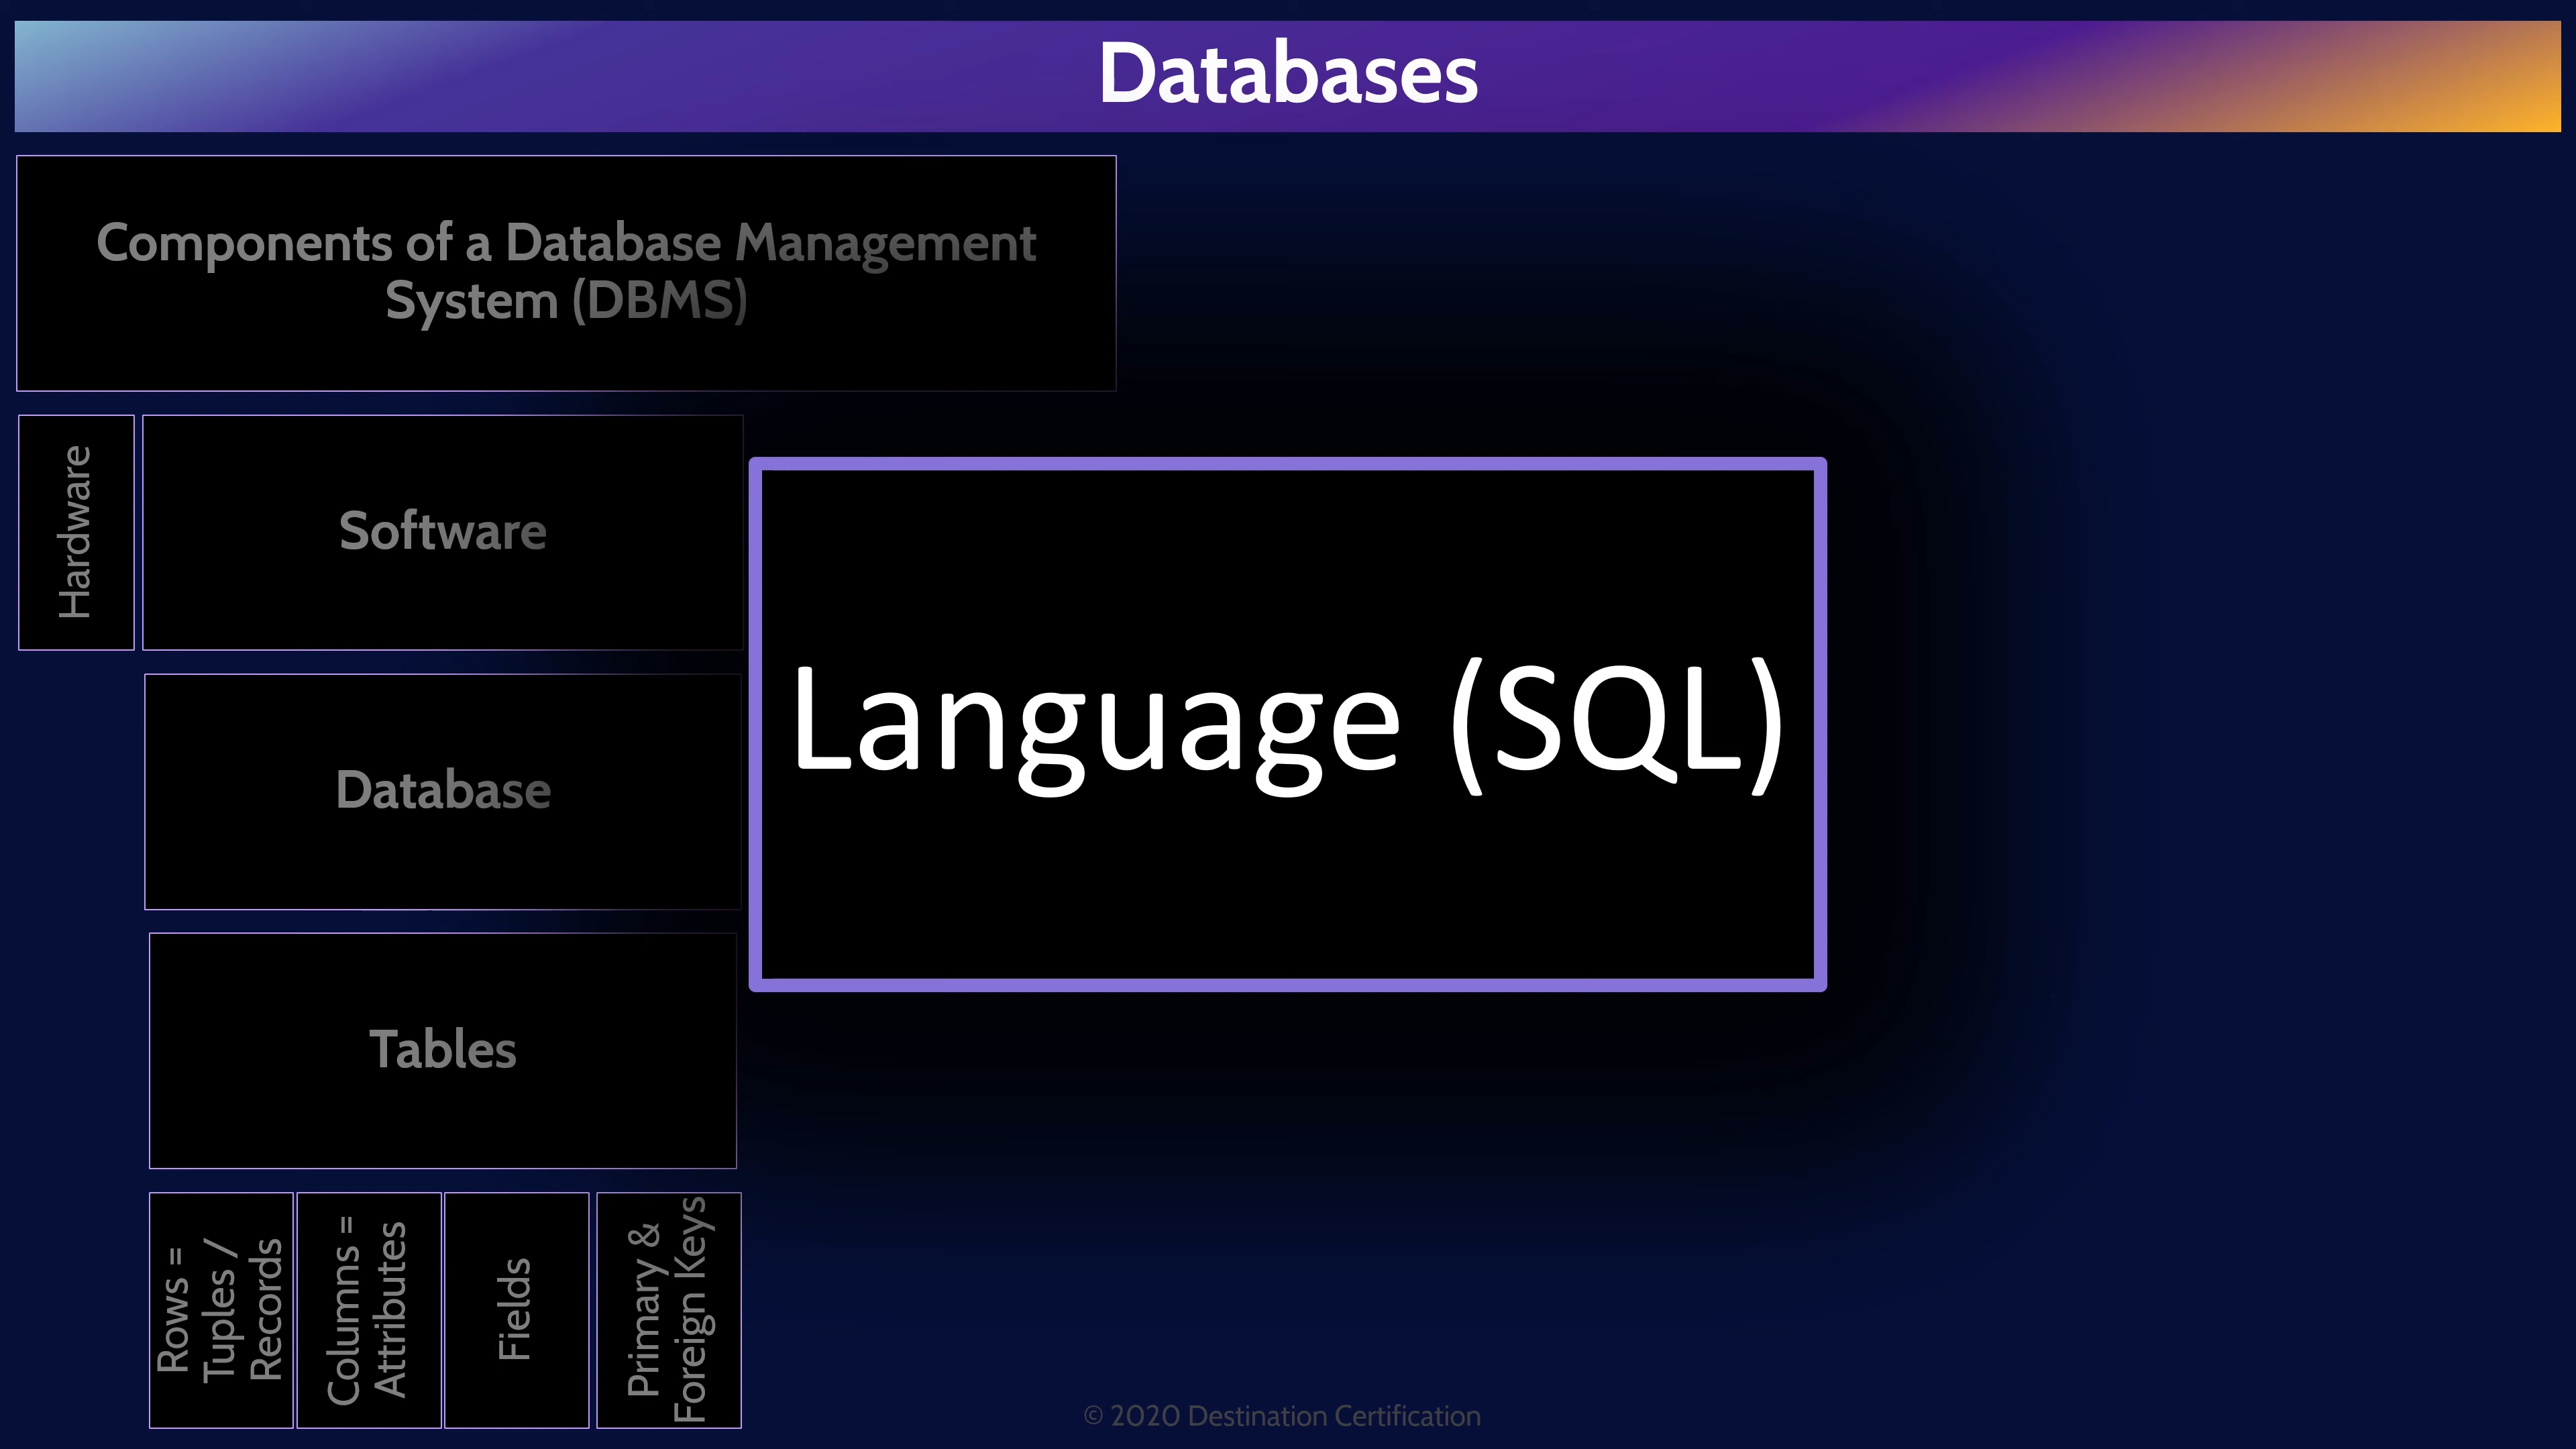 Databases
Components of a Database Management
System (DBMS)
Hardware
Software
Language (SQL)
Database
Tables
Rows =
Tuples /
Records
Columns =
Attributes
Fields
Primary &
Foreign Keys
© 2020 Destination Certification